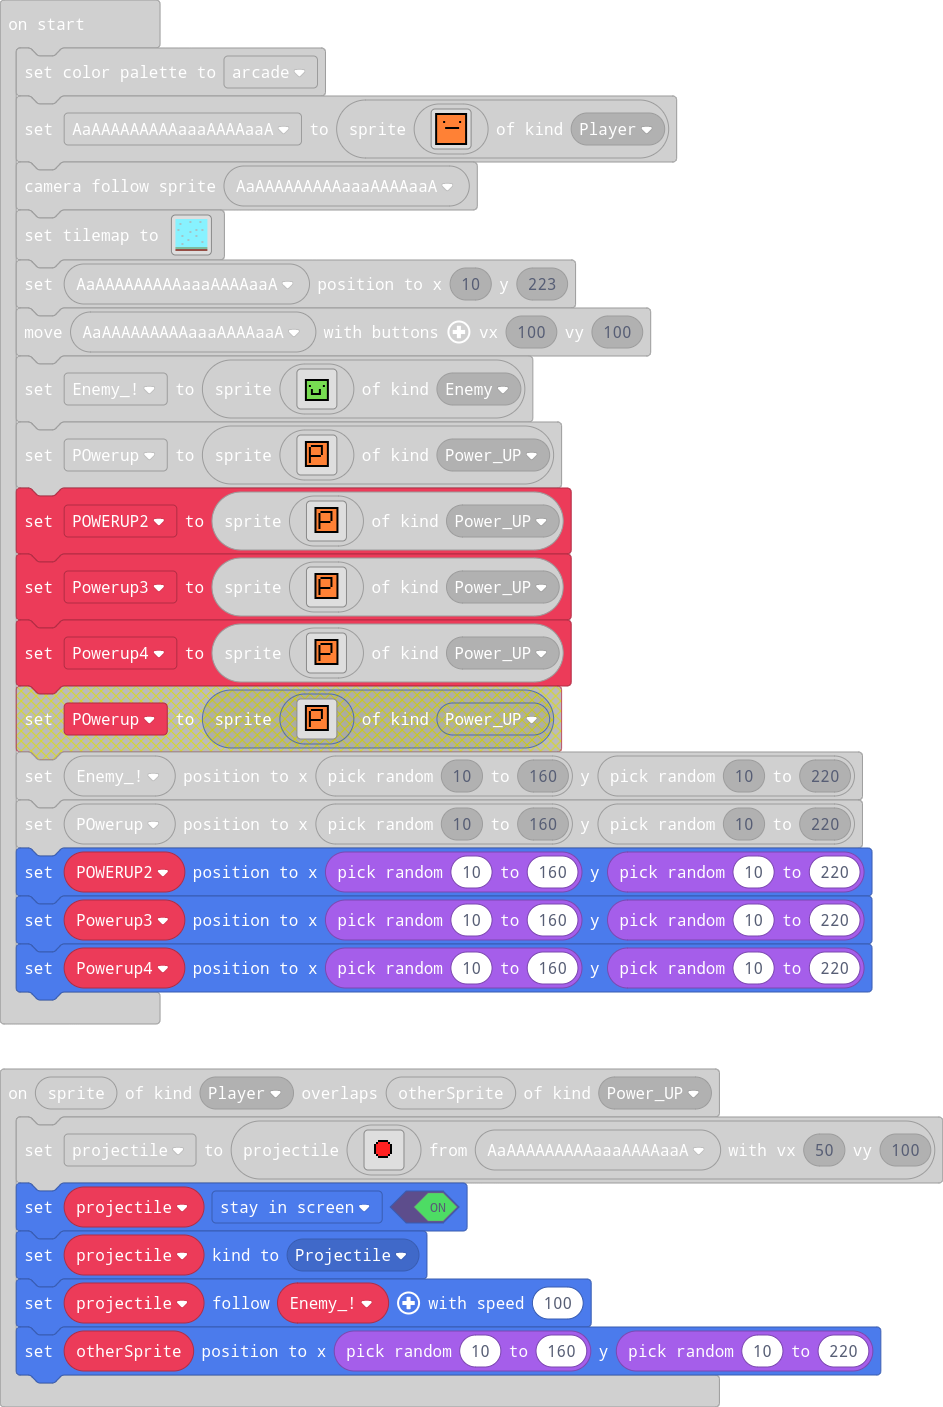 on start
set color palette to arcade
set AaAAAAAAAAAaaaAAAAaaA to sprite of kind Player
camera follow sprite AaAAAAAAAAAaaaAAAAaaA
set tilemap to
set AaAAAAAAAAAaaaAAAAaaA position to x 10 y 223
move AaAAAAAAAAAaaaAAAAaaA with buttons vx 100 vy 100
set Enemy_! to sprite of kind Enemy
set POwerup to sprite P of kind Power_UP
set POWERUP2 to sprite P of kind Power_UP
set Powerup3 to sprite P of kind Power_UP
set Powerup4 to sprite P of kind Power_UP
set POwerup to sprite P of kind Power_UP
set Enemy_! position to x pick random 10 to 160 y pick random 10 to 220
set POwerup position to x pick random 10 to 160 y pick random 10 to 220
set POWERUP2 position to x pick random 10 to 160 y pick random 10 to 220
set Powerup3 position to x pick random 10 to 160 y pick random 10 to 220
set Powerup4 position to x pick random 10 to 160 y pick random 10 to 220
on sprite of kind Player overlaps otherSprite of kind Power_UP
set projectile to projectile from AaAAAAAAAAAaaaAAAAaaA with vx 50 vy 100
set projectile stay in screen ON
set projectile kind to Projectile
set projectile follow Enemy_! with speed 100
set otherSprite position to x pick random 10 to 160 y pick random 10 to 220